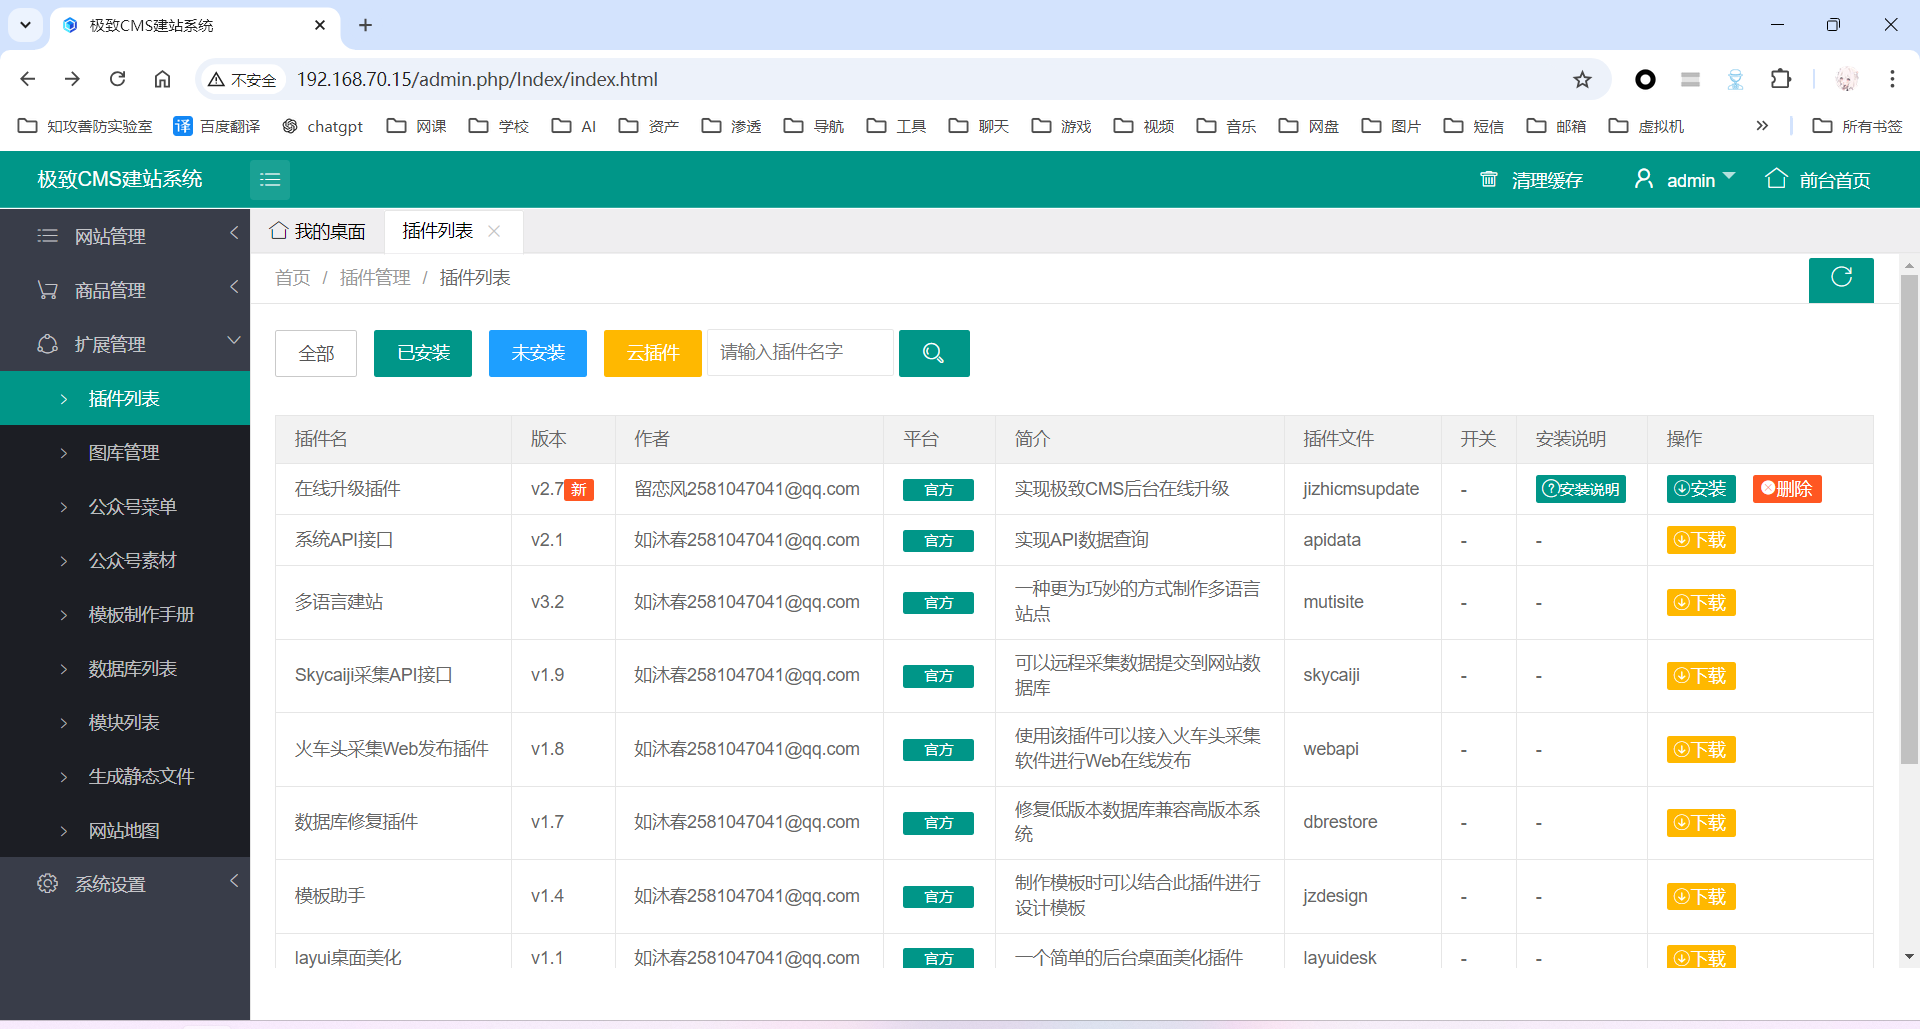 极致CMS建站系统
不安全 192.168.70.15/admin.php/Index/index.html
知攻善防实验室 译 百度翻译 chatgpt 网课 学校 AI 资产 渗透 导航 工具 聊天 游戏 视频 音乐 网盘 图片 短信 邮箱 虚拟机 » 所有书签
极致CMS建站系统 清理缓存 admin 前台首页
网站管理
商品管理
扩展管理
插件列表
图库管理
公众号菜单
公众号素材
模板制作手册
数据库列表
模块列表
生成静态文件
网站地图
系统设置
我的桌面 插件列表
首页 / 插件管理 / 插件列表
全部 已安装 未安装 云插件 请输入插件名字
插件名 版本 作者 平台 简介 插件文件 开关 安装说明 操作
在线升级插件 v2.7 新 留恋风2581047041@qq.com 官方 实现极致CMS后台在线升级 jizhicmsupdate - 安装说明 安装 删除
系统API接口 v2.1 如沐春2581047041@qq.com 官方 实现API数据查询 apidata - - 下载
多语言建站 v3.2 如沐春2581047041@qq.com 官方 一种更为巧妙的方式制作多语言
站点 mutisite - - 下载
Skycaiji采集API接口 v1.9 如沐春2581047041@qq.com 官方 可以远程采集数据提交到网站数
据库 skycaiji - - 下载
火车头采集Web发布插件 v1.8 如沐春2581047041@qq.com 官方 使用该插件可以接入火车头采集
软件进行Web在线发布 webapi - - 下载
数据库修复插件 v1.7 如沐春2581047041@qq.com 官方 修复低版本数据库兼容高版本系
统 dbrestore - - 下载
模板助手 v1.4 如沐春2581047041@qq.com 官方 制作模板时可以结合此插件进行
设计模板 jzdesign - - 下载
layui桌面美化 v1.1 如沐春2581047041@qq.com 官方 一个简单的后台桌面美化插件 layuidesk - - 下载